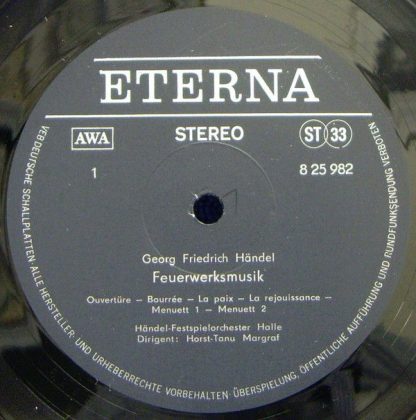 ETERNA
AWA
STEREO
ST 33
1
8 25 982
Georg Friedrich Händel
Feuerwerksmusik
Ouvertüre – Bourrée – La paix – La rejouissance –
Menuett 1 – Menuett 2
Händel-Festspielorchester Halle
Dirigent: Horst-Tanu Margraf
VEB DEUTSCHE SCHALLPLATTEN ALLE HERSTELLER- UND URHEBERRECHTE VORBEHALTEN · ÜBERSPIELUNG, ÖFFENTLICHE AUFFÜHRUNG UND RUNDFUNKSENDUNG VERBOTEN